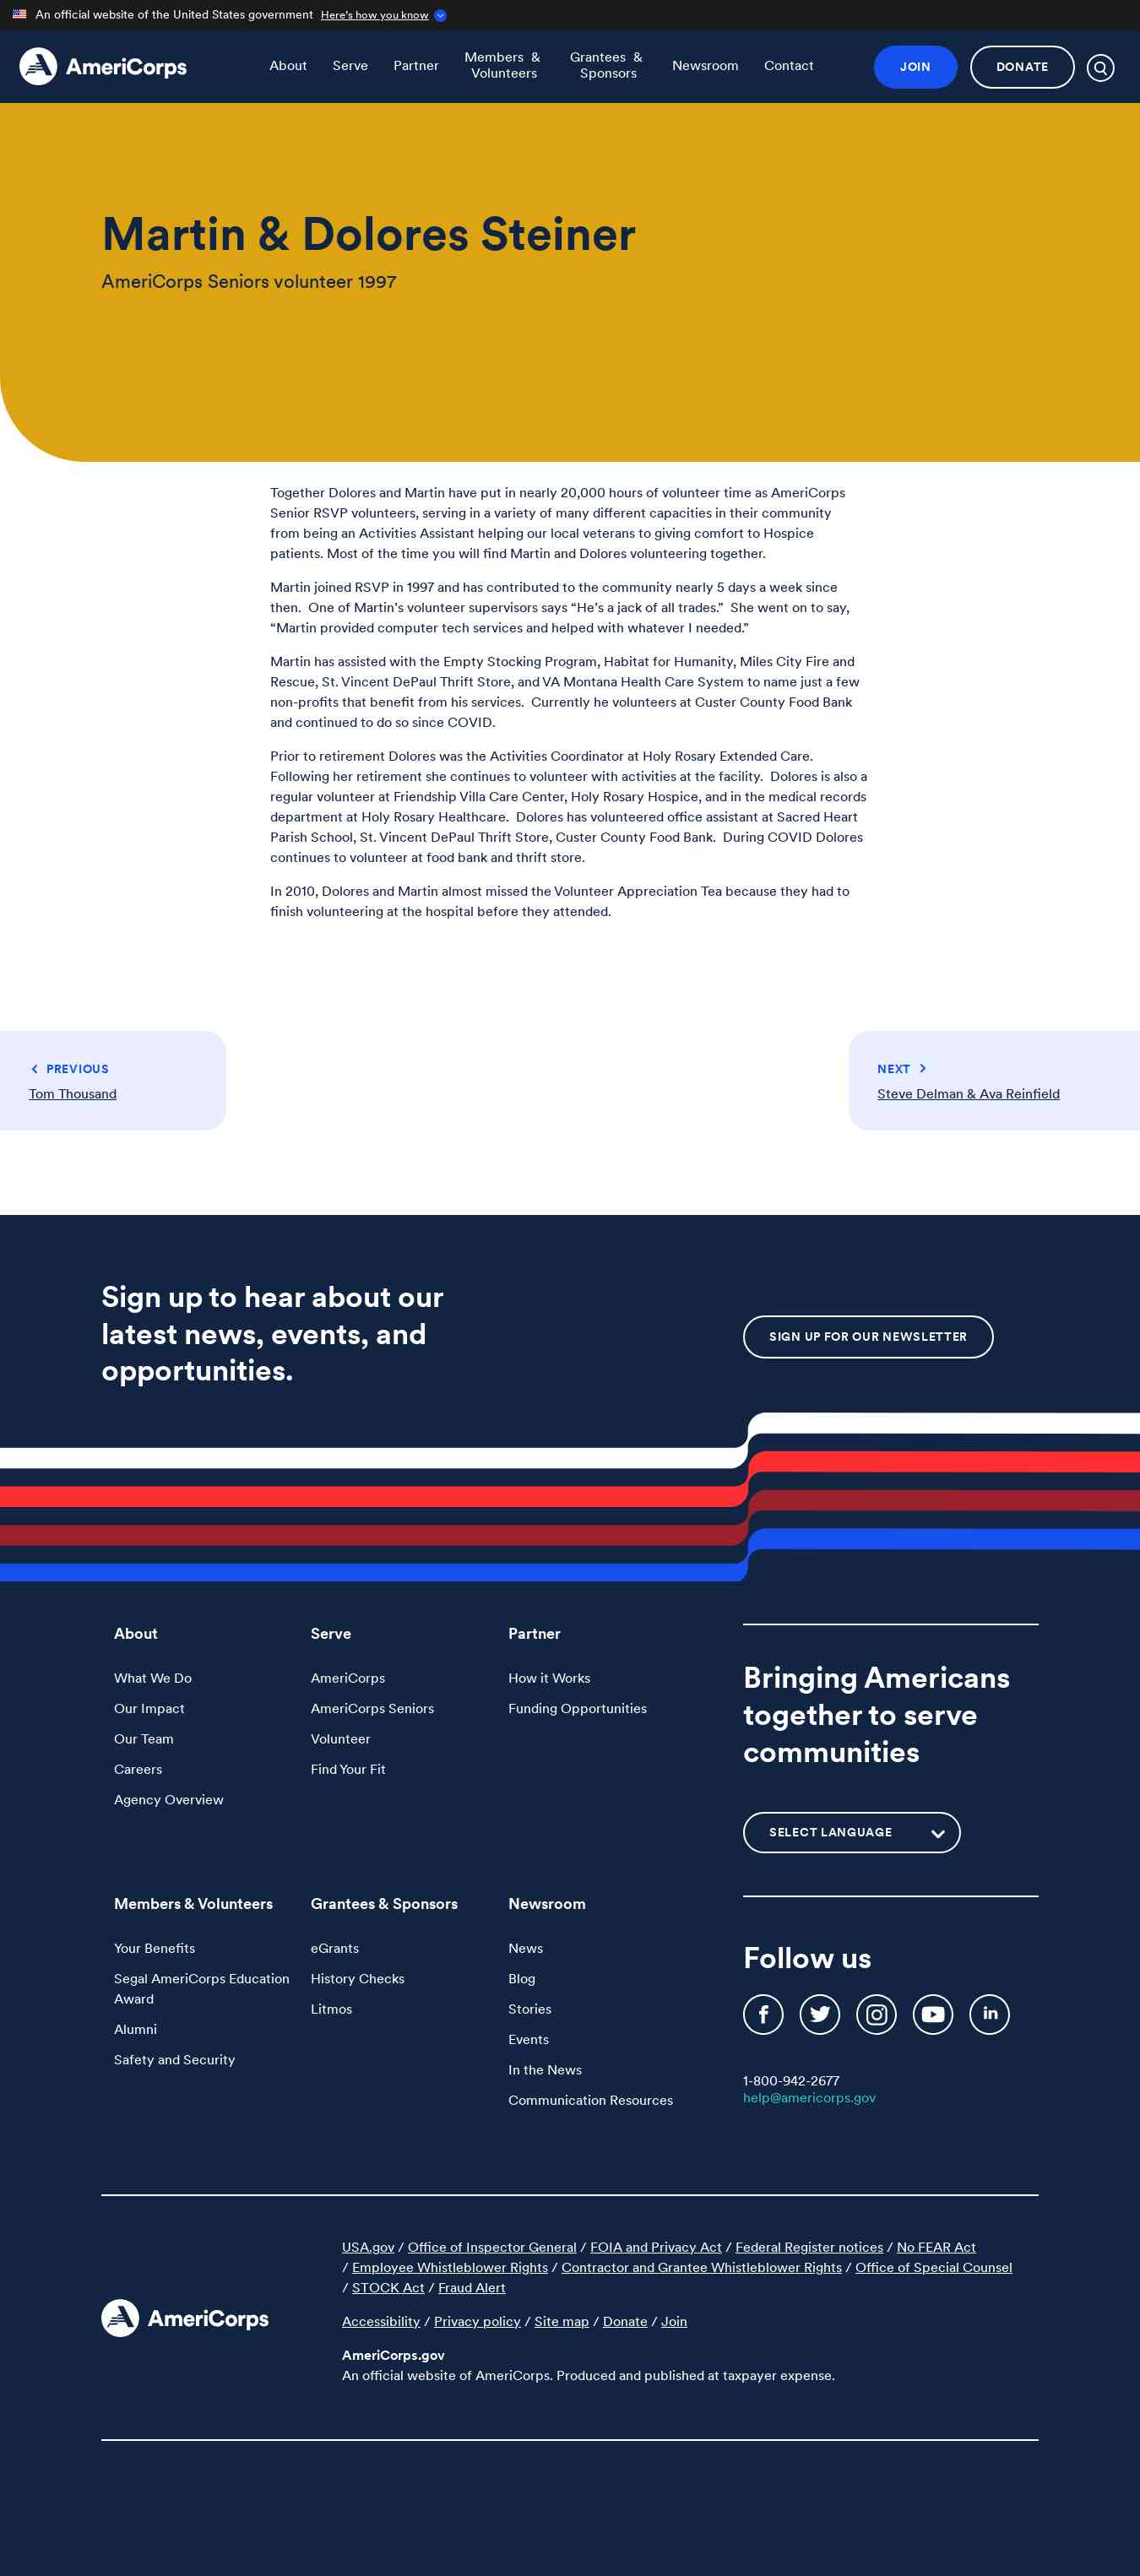 An official website of the United States government Here's how you know
AmeriCorps
About
Serve
Partner
Members &
Volunteers
Grantees &
Sponsors
Newsroom
Contact
JOIN
DONATE
Martin & Dolores Steiner
AmeriCorps Seniors volunteer 1997
Together Dolores and Martin have put in nearly 20,000 hours of volunteer time as AmeriCorps
Senior RSVP volunteers, serving in a variety of many different capacities in their community
from being an Activities Assistant helping our local veterans to giving comfort to Hospice
patients. Most of the time you will find Martin and Dolores volunteering together.
Martin joined RSVP in 1997 and has contributed to the community nearly 5 days a week since
then.  One of Martin’s volunteer supervisors says “He’s a jack of all trades.”  She went on to say,
“Martin provided computer tech services and helped with whatever I needed.”
Martin has assisted with the Empty Stocking Program, Habitat for Humanity, Miles City Fire and
Rescue, St. Vincent DePaul Thrift Store, and VA Montana Health Care System to name just a few
non-profits that benefit from his services.  Currently he volunteers at Custer County Food Bank
and continued to do so since COVID.
Prior to retirement Dolores was the Activities Coordinator at Holy Rosary Extended Care.
Following her retirement she continues to volunteer with activities at the facility.  Dolores is also a
regular volunteer at Friendship Villa Care Center, Holy Rosary Hospice, and in the medical records
department at Holy Rosary Healthcare.  Dolores has volunteered office assistant at Sacred Heart
Parish School, St. Vincent DePaul Thrift Store, Custer County Food Bank.  During COVID Dolores
continues to volunteer at food bank and thrift store.
In 2010, Dolores and Martin almost missed the Volunteer Appreciation Tea because they had to
finish volunteering at the hospital before they attended.
PREVIOUS
Tom Thousand
NEXT
Steve Delman & Ava Reinfield
Sign up to hear about our
latest news, events, and
opportunities.
SIGN UP FOR OUR NEWSLETTER
About
What We Do
Our Impact
Our Team
Careers
Agency Overview
Serve
AmeriCorps
AmeriCorps Seniors
Volunteer
Find Your Fit
Partner
How it Works
Funding Opportunities
Bringing Americans
together to serve
communities
SELECT LANGUAGE
Members & Volunteers
Your Benefits
Segal AmeriCorps Education
Award
Alumni
Safety and Security
Grantees & Sponsors
eGrants
History Checks
Litmos
Newsroom
News
Blog
Stories
Events
In the News
Communication Resources
Follow us
1-800-942-2677
help@americorps.gov
AmeriCorps
USA.gov / Office of Inspector General / FOIA and Privacy Act / Federal Register notices / No FEAR Act
/ Employee Whistleblower Rights / Contractor and Grantee Whistleblower Rights / Office of Special Counsel
/ STOCK Act / Fraud Alert
Accessibility / Privacy policy / Site map / Donate / Join
AmeriCorps.gov
An official website of AmeriCorps. Produced and published at taxpayer expense.